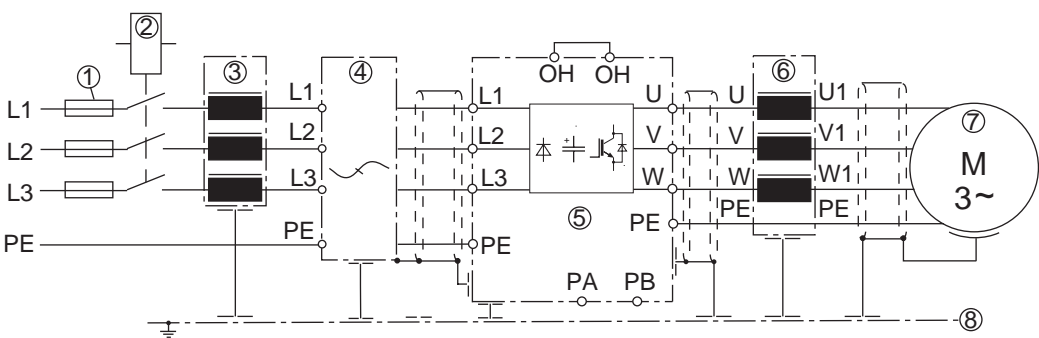 ②
① ③ ④ OH OH ⑥
L1 L1 L1 U U U1 ⑦
L2 L2 L2 V V V1 M
L3 L3 L3 W W W1 3~
PE PE PE PE PE PE
⑤
PA PB
⑧